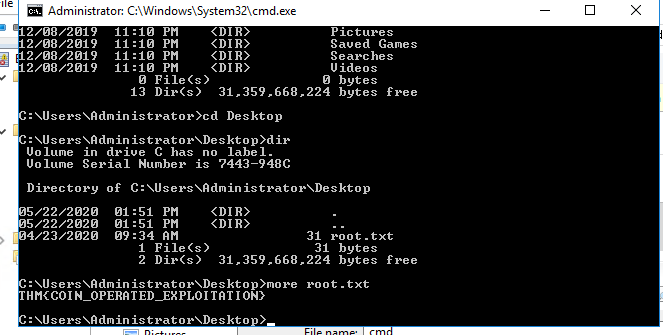 Administrator: C:\Windows\System32\cmd.exe
12/08/2019  11:10 PM    <DIR>          Pictures
12/08/2019  11:10 PM    <DIR>          Saved Games
12/08/2019  11:10 PM    <DIR>          Searches
12/08/2019  11:10 PM    <DIR>          Videos
               0 File(s)              0 bytes
              13 Dir(s)  31,359,668,224 bytes free
C:\Users\Administrator>cd Desktop
C:\Users\Administrator\Desktop>dir
 Volume in drive C has no label.
 Volume Serial Number is 7443-948C
 Directory of C:\Users\Administrator\Desktop
05/22/2020  01:51 PM    <DIR>          .
05/22/2020  01:51 PM    <DIR>          ..
04/23/2020  09:34 AM                31 root.txt
               1 File(s)             31 bytes
               2 Dir(s)  31,359,668,224 bytes free
C:\Users\Administrator\Desktop>more root.txt
THM{COIN_OPERATED_EXPLOITATION}
C:\Users\Administrator\Desktop>_
Pictures
File name: cmd